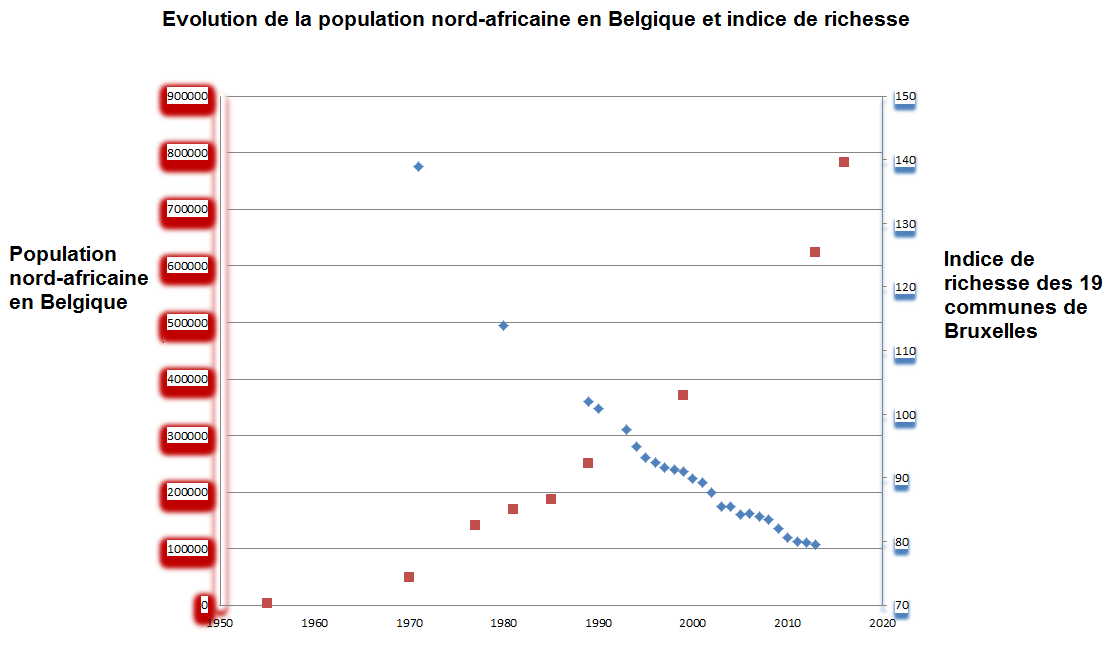 Evolution de la population nord-africaine en Belgique et indice de richesse
900000
800000
700000
600000
500000
400000
300000
200000
100000
0
Population
nord-africaine
en Belgique
150
140
130
120
110
100
90
80
70
Indice de
richesse des 19
communes de
Bruxelles
1950 1960 1970 1980 1990 2000 2010 2020